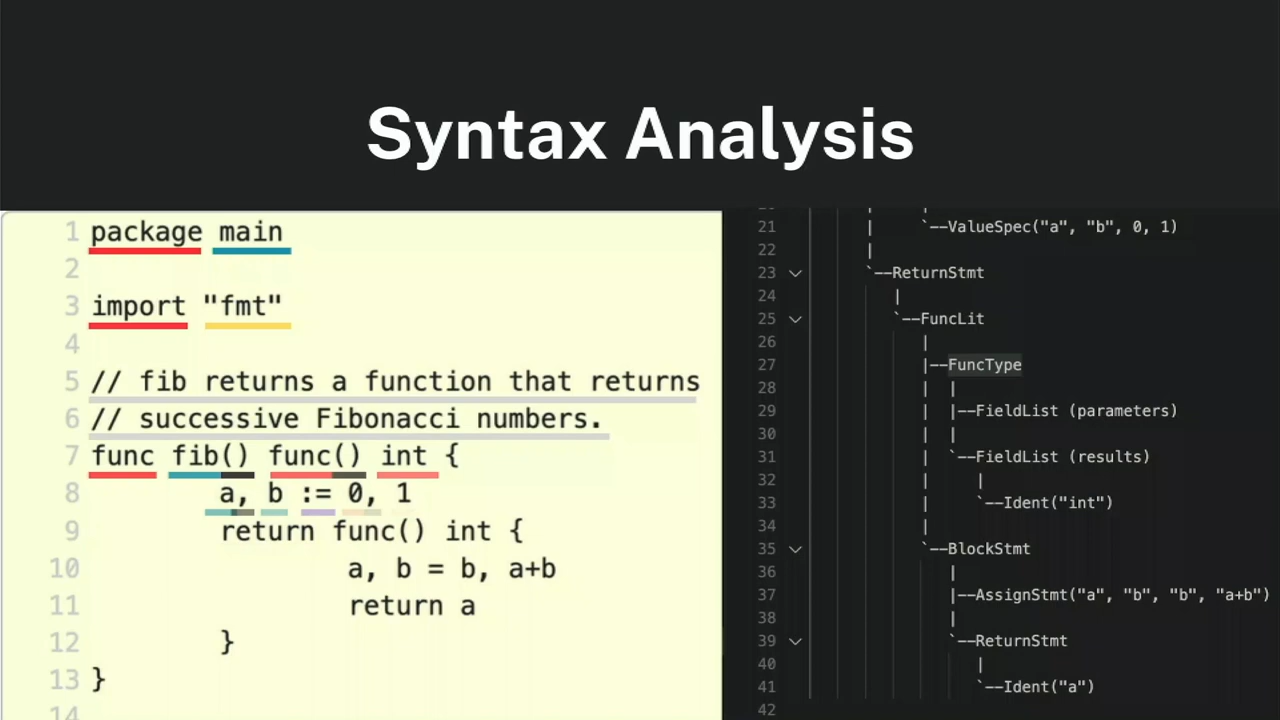 Syntax Analysis
1 package main
2
3 import "fmt"
4
5 // fib returns a function that returns
6 // successive Fibonacci numbers.
7 func fib() func() int {
8 a, b := 0, 1
9 return func() int {
10 a, b = b, a+b
11 return a
12 }
13 }
14
21 | `--ValueSpec("a", "b", 0, 1)
22 |
23 `--ReturnStmt
24 |
25 `--FuncLit
26 |
27 |--FuncType
28 | |
29 | |--FieldList (parameters)
30 | |
31 | `--FieldList (results)
32 | |
33 | `--Ident("int")
34 |
35 `--BlockStmt
36 |
37 |--AssignStmt("a", "b", "b", "a+b")
38 |
39 `--ReturnStmt
40 |
41 `--Ident("a")
42